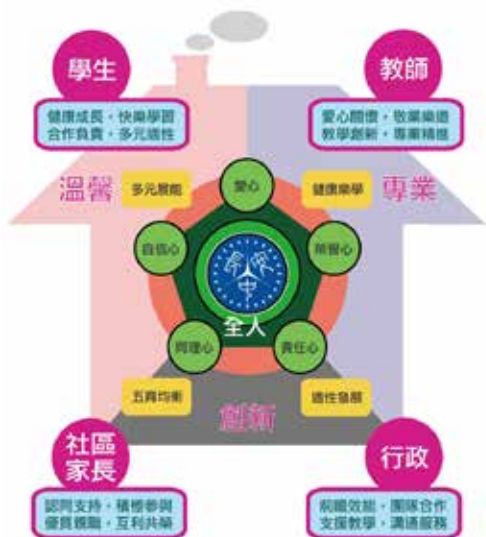 學生
健康成長，快樂學習
合作負責，多元適性
教師
愛心關懷，敬業樂道
教學創新，專業精進
溫馨
多元展能
愛心
健康樂學
專業
自信心
榮譽心
中
全人
同理心
責任心
五育均衡
創新
適性發展
社區
家長
認同支持，積極參與
優質親職，互利共榮
行政
前瞻效能，團隊合作
支援教學，溝通服務